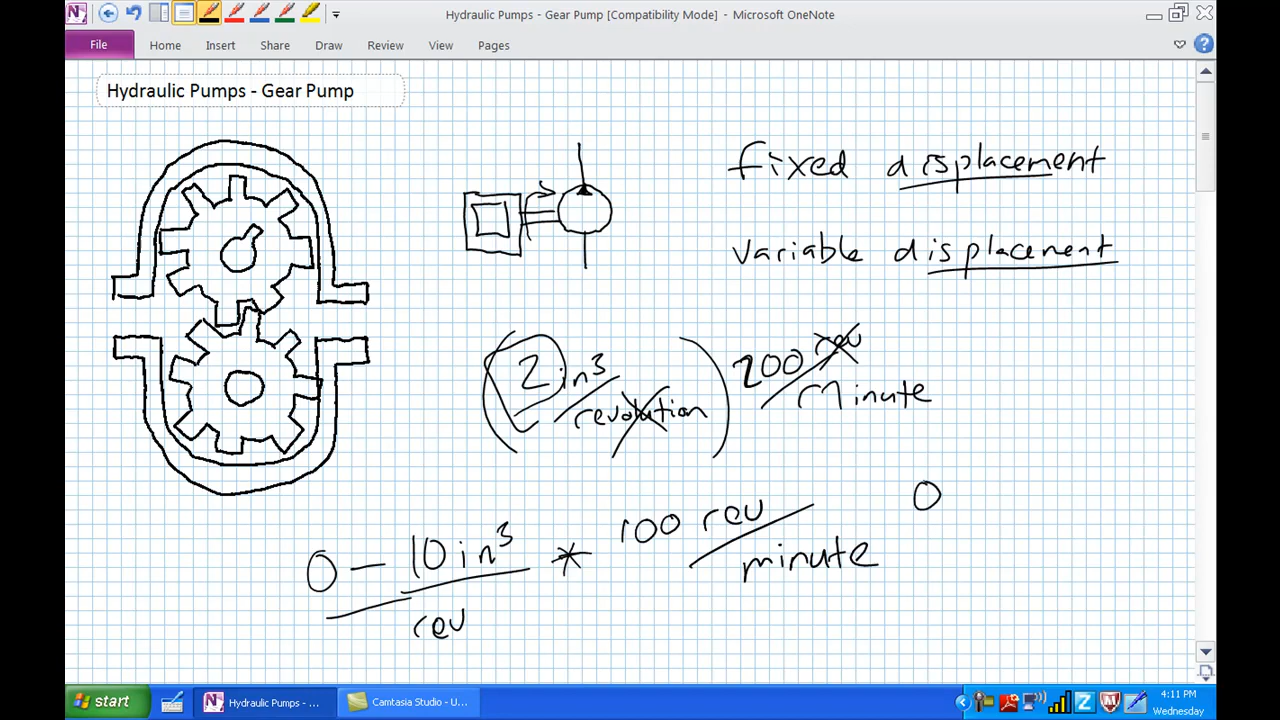 Hydraulic Pumps - Gear Pump [Compatibility Mode] - Microsoft OneNote
File Home Insert Share Draw Review View Pages
Hydraulic Pumps - Gear Pump
fixed displacement
variable displacement
(2 in³ / revolution) 200 rev / Minute
0 - 10 in³ / rev * 100 rev / minute 0
start Hydraulic Pumps - ... Camtasia Studio - U... 4:11 PM
Wednesday